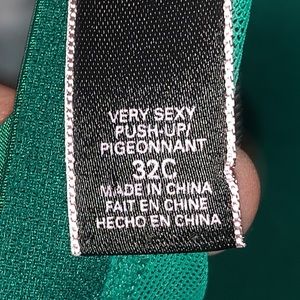 VERY SEXY
PUSH-UP/
PIGEONNANT
32C
MADE IN CHINA
FAIT EN CHINE
HECHO EN CHINA